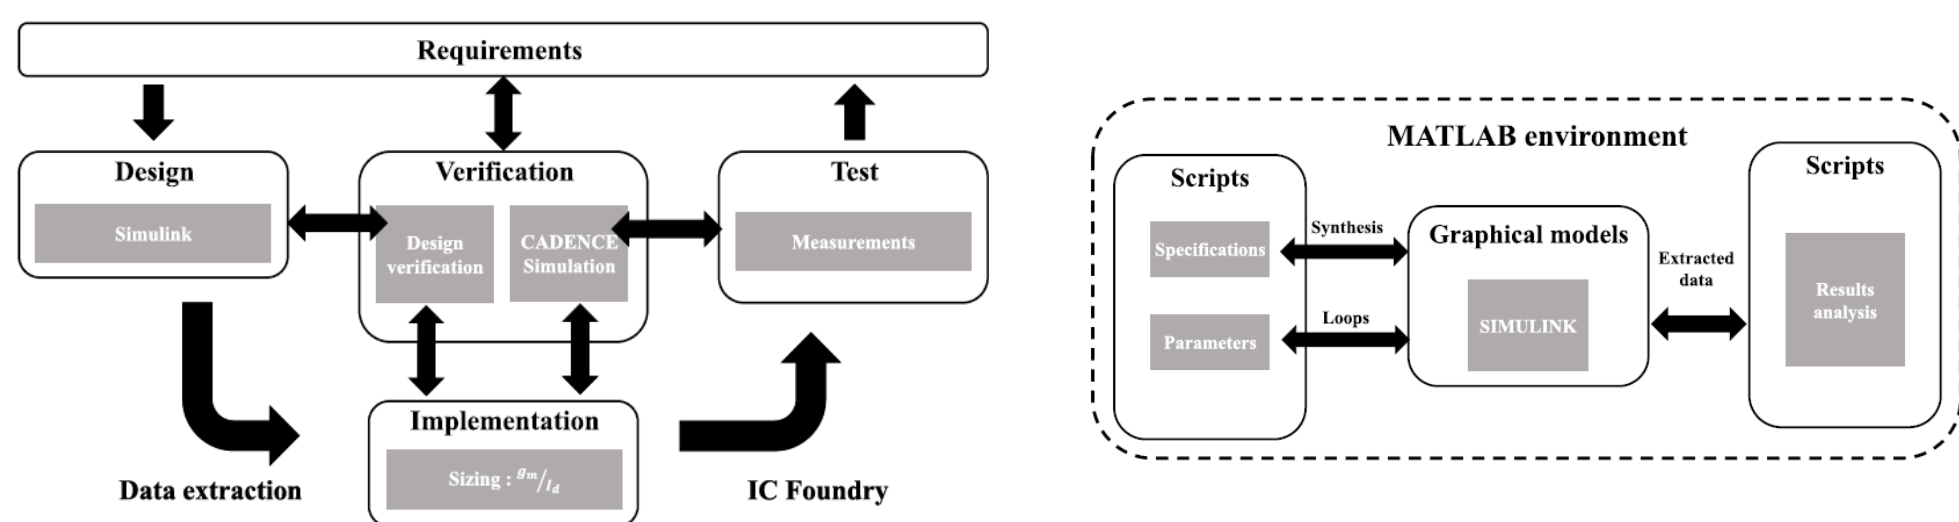 Requirements
Design
Simulink
Verification
Design
verification
CADENCE
Simulation
Test
Measurements
Implementation
Sizing : gm/Id
Data extraction
IC Foundry
MATLAB environment
Scripts
Specifications
Parameters
Synthesis
Loops
Graphical models
SIMULINK
Extracted
data
Scripts
Results
analysis